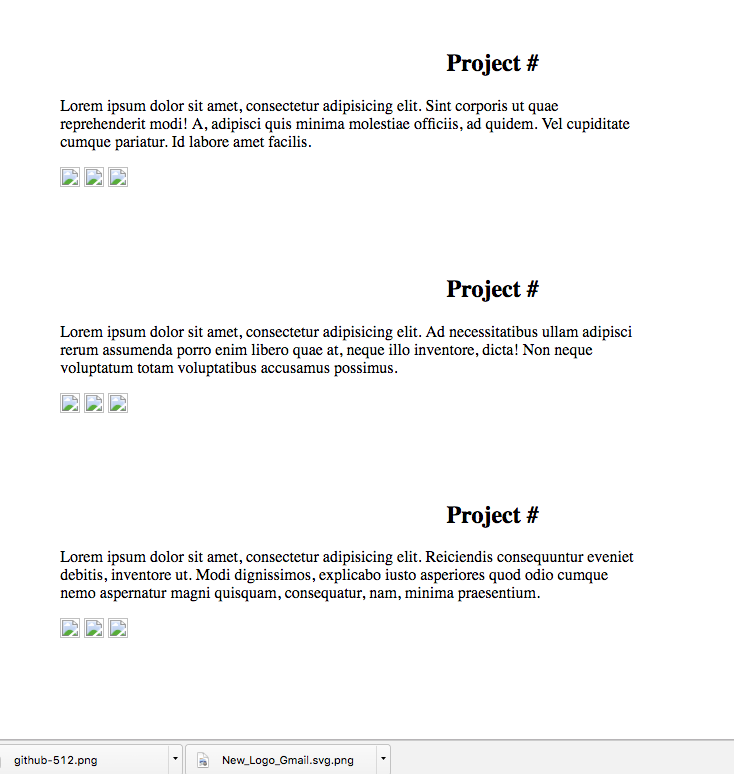 Project #
Lorem ipsum dolor sit amet, consectetur adipisicing elit. Sint corporis ut quae
reprehenderit modi! A, adipisci quis minima molestiae officiis, ad quidem. Vel cupiditate
cumque pariatur. Id labore amet facilis.
Project #
Lorem ipsum dolor sit amet, consectetur adipisicing elit. Ad necessitatibus ullam adipisci
rerum assumenda porro enim libero quae at, neque illo inventore, dicta! Non neque
voluptatum totam voluptatibus accusamus possimus.
Project #
Lorem ipsum dolor sit amet, consectetur adipisicing elit. Reiciendis consequuntur eveniet
debitis, inventore ut. Modi dignissimos, explicabo iusto asperiores quod odio cumque
nemo aspernatur magni quisquam, consequatur, nam, minima praesentium.
github-512.png New_Logo_Gmail.svg.png